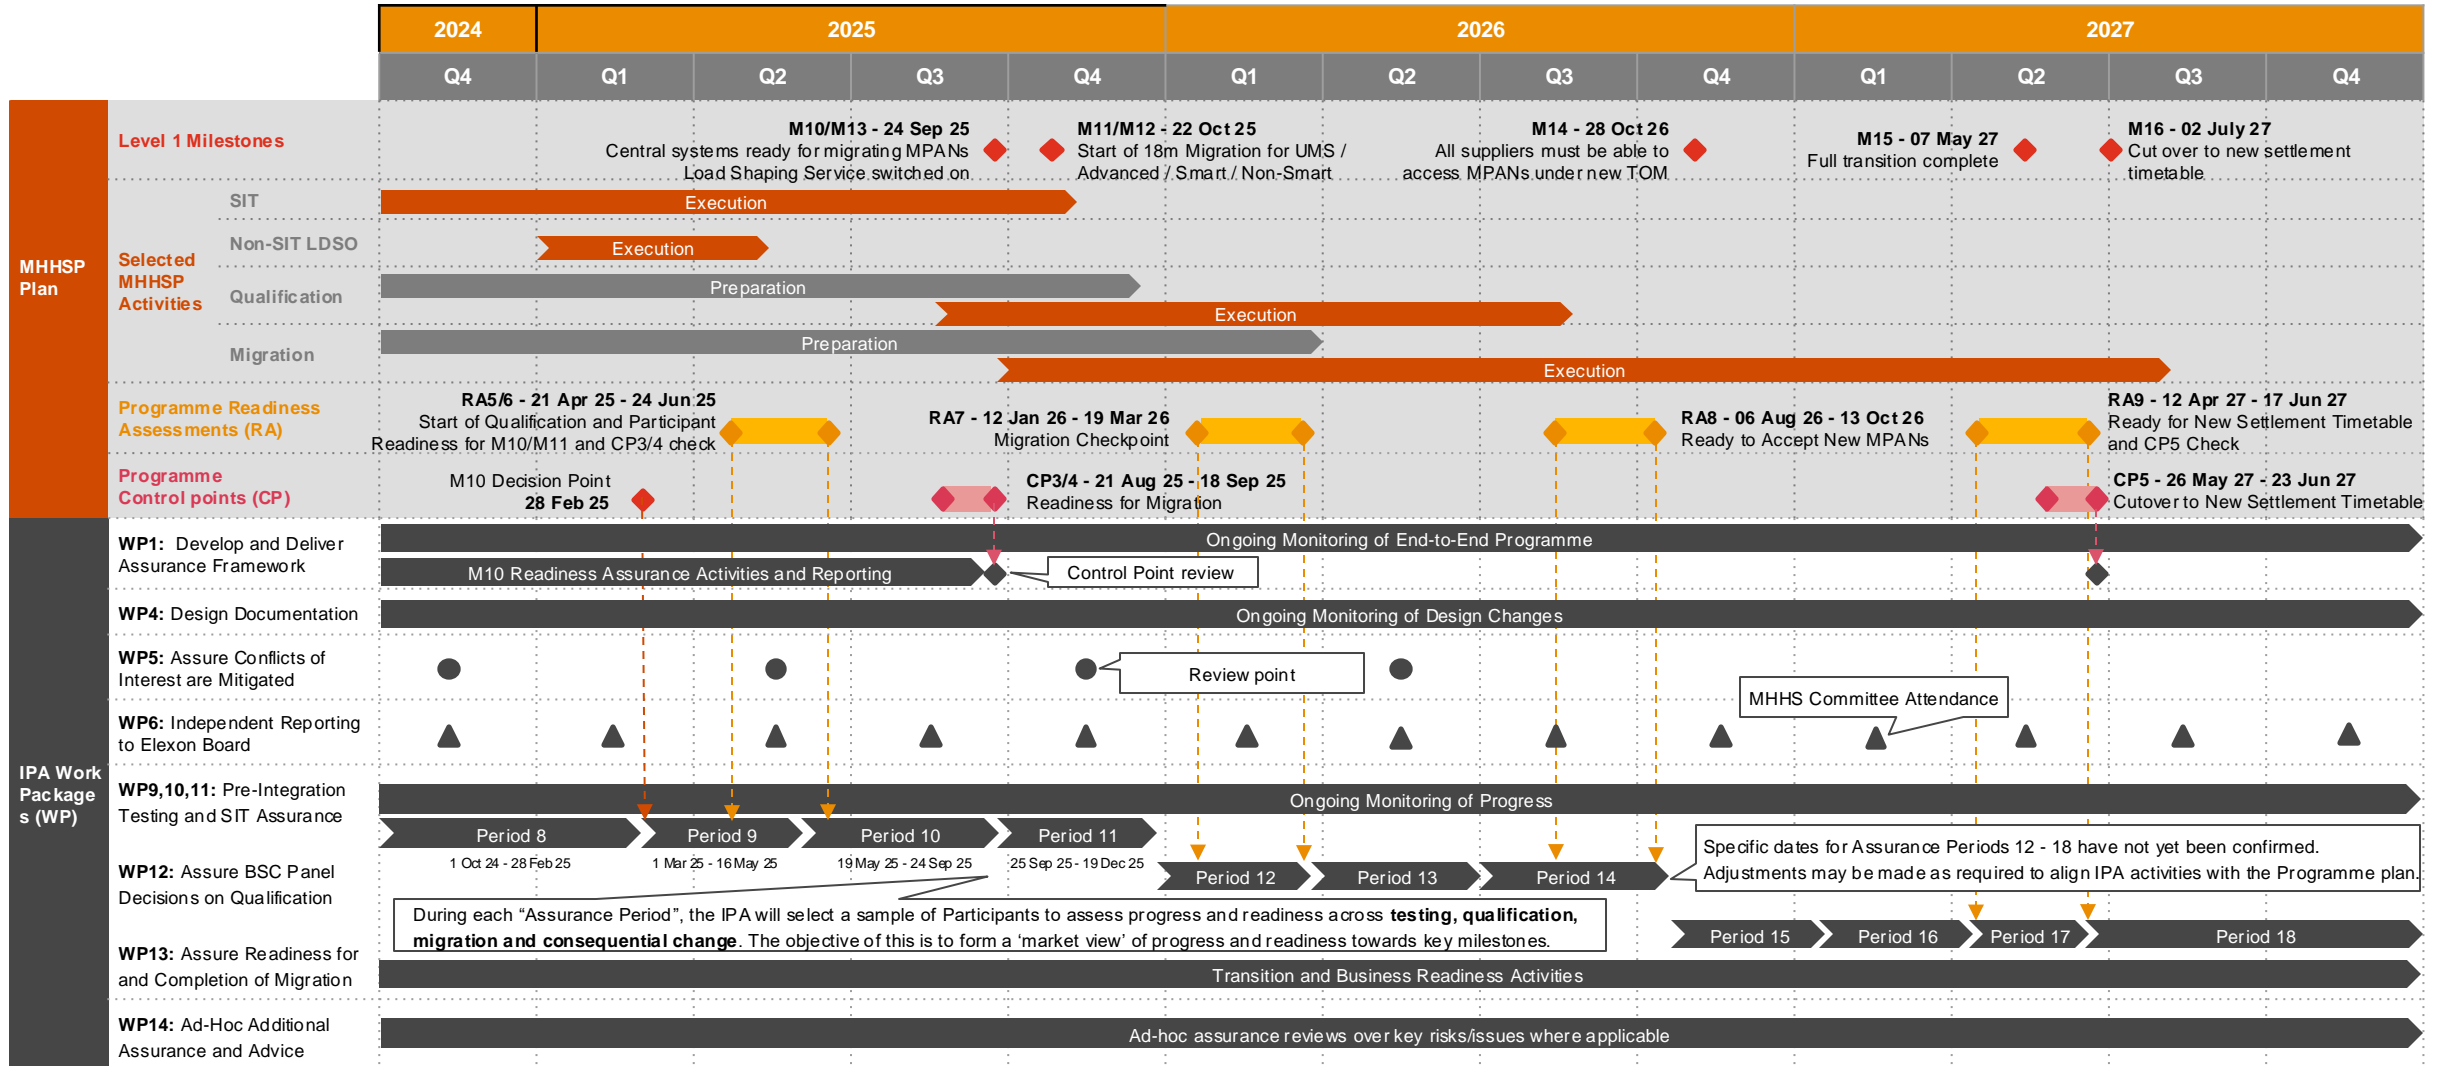 2024
2025
2026
2027
Q4
Q1
Q2
Q3
Q4
Q1
Q2
Q3
Q4
Q1
Q2
Q3
Q4
MHHSP
Plan
Level 1 Milestones
M10/M13 - 24 Sep 25
Central systems ready for migrating MPANs
Load Shaping Service switched on
M11/M12 - 22 Oct 25
Start of 18m Migration for UMS /
Advanced / Smart / Non-Smart
M14 - 28 Oct 26
All suppliers must be able to
access MPANs under new TOM
M15 - 07 May 27
Full transition complete
M16 - 02 July 27
Cut over to new settlement
timetable
Selected
MHHSP
Activities
SIT
Execution
Non-SIT LDSO
Execution
Qualification
Preparation
Execution
Migration
Preparation
Execution
Programme Readiness
Assessments (RA)
RA5/6 - 21 Apr 25 - 24 Jun 25
Start of Qualification and Participant
Readiness for M10/M11 and CP3/4 check
RA7 - 12 Jan 26 - 19 Mar 26
Migration Checkpoint
RA8 - 06 Aug 26 - 13 Oct 26
Ready to Accept New MPANs
RA9 - 12 Apr 27 - 17 Jun 27
Ready for New Settlement Timetable
and CP5 Check
Programme
Control points (CP)
M10 Decision Point
28 Feb 25
CP3/4 - 21 Aug 25 - 18 Sep 25
Readiness for Migration
CP5 - 26 May 27 - 23 Jun 27
Cutover to New Settlement Timetable
IPA Work
Package
s (WP)
WP1: Develop and Deliver
Assurance Framework
Ongoing Monitoring of End-to-End Programme
M10 Readiness Assurance Activities and Reporting
Control Point review
WP4: Design Documentation
Ongoing Monitoring of Design Changes
WP5: Assure Conflicts of
Interest are Mitigated
Review point
WP6: Independent Reporting
to Elexon Board
MHHS Committee Attendance
WP9,10,11: Pre-Integration
Testing and SIT Assurance
Ongoing Monitoring of Progress
Period 8
Period 9
Period 10
Period 11
1 Oct 24 - 28 Feb 25
1 Mar 25 - 16 May 25
19 May 25 - 24 Sep 25
25 Sep 25 - 19 Dec 25
WP12: Assure BSC Panel
Decisions on Qualification
Period 12
Period 13
Period 14
Specific dates for Assurance Periods 12 - 18 have not yet been confirmed.
Adjustments may be made as required to align IPA activities with the Programme plan.
During each “Assurance Period”, the IPA will select a sample of Participants to assess progress and readiness across testing, qualification,
migration and consequential change. The objective of this is to form a ‘market view’ of progress and readiness towards key milestones.
Period 15
Period 16
Period 17
Period 18
WP13: Assure Readiness for
and Completion of Migration
Transition and Business Readiness Activities
WP14: Ad-Hoc Additional
Assurance and Advice
Ad-hoc assurance reviews over key risks/issues where applicable